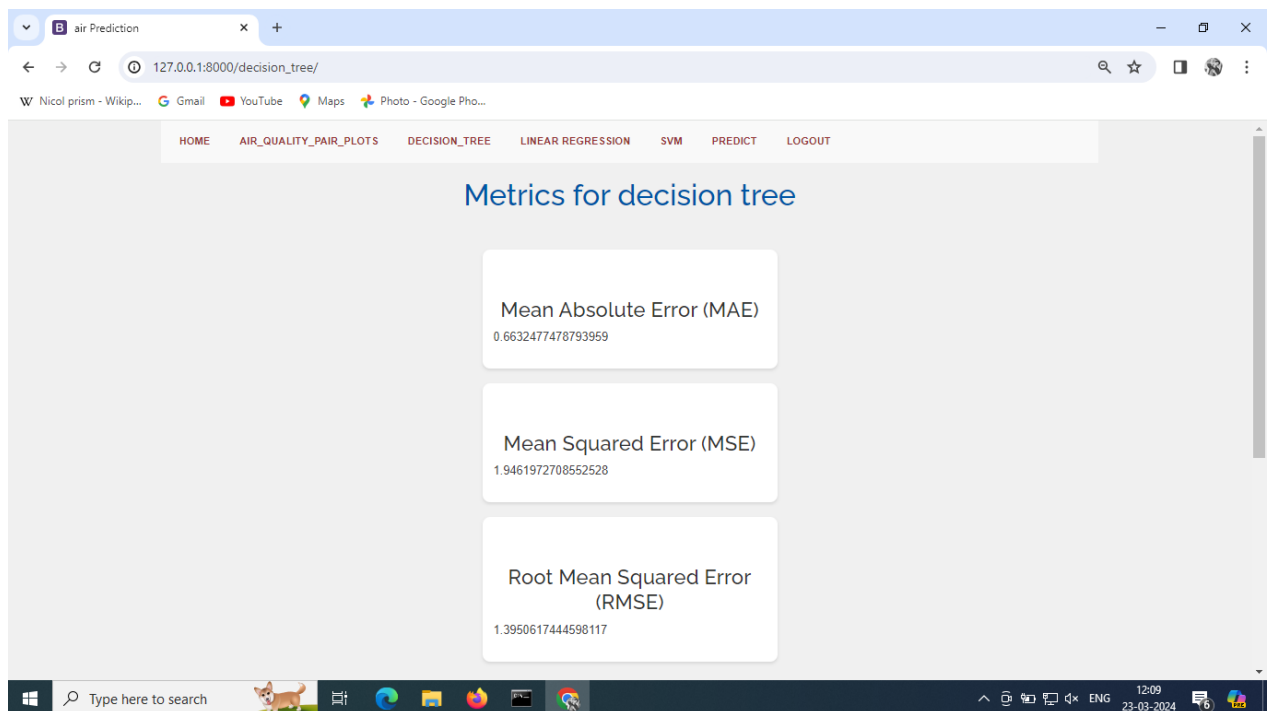 B air Prediction
127.0.0.1:8000/decision_tree/
W Nicol prism - Wikip... G Gmail YouTube Maps Photo - Google Pho...
HOME AIR_QUALITY_PAIR_PLOTS DECISION_TREE LINEAR REGRESSION SVM PREDICT LOGOUT
Metrics for decision tree
Mean Absolute Error (MAE)
0.6632477478793959
Mean Squared Error (MSE)
1.9461972708552528
Root Mean Squared Error
(RMSE)
1.3950617444598117
Type here to search
ENG
12:09
23-03-2024
6
PRE